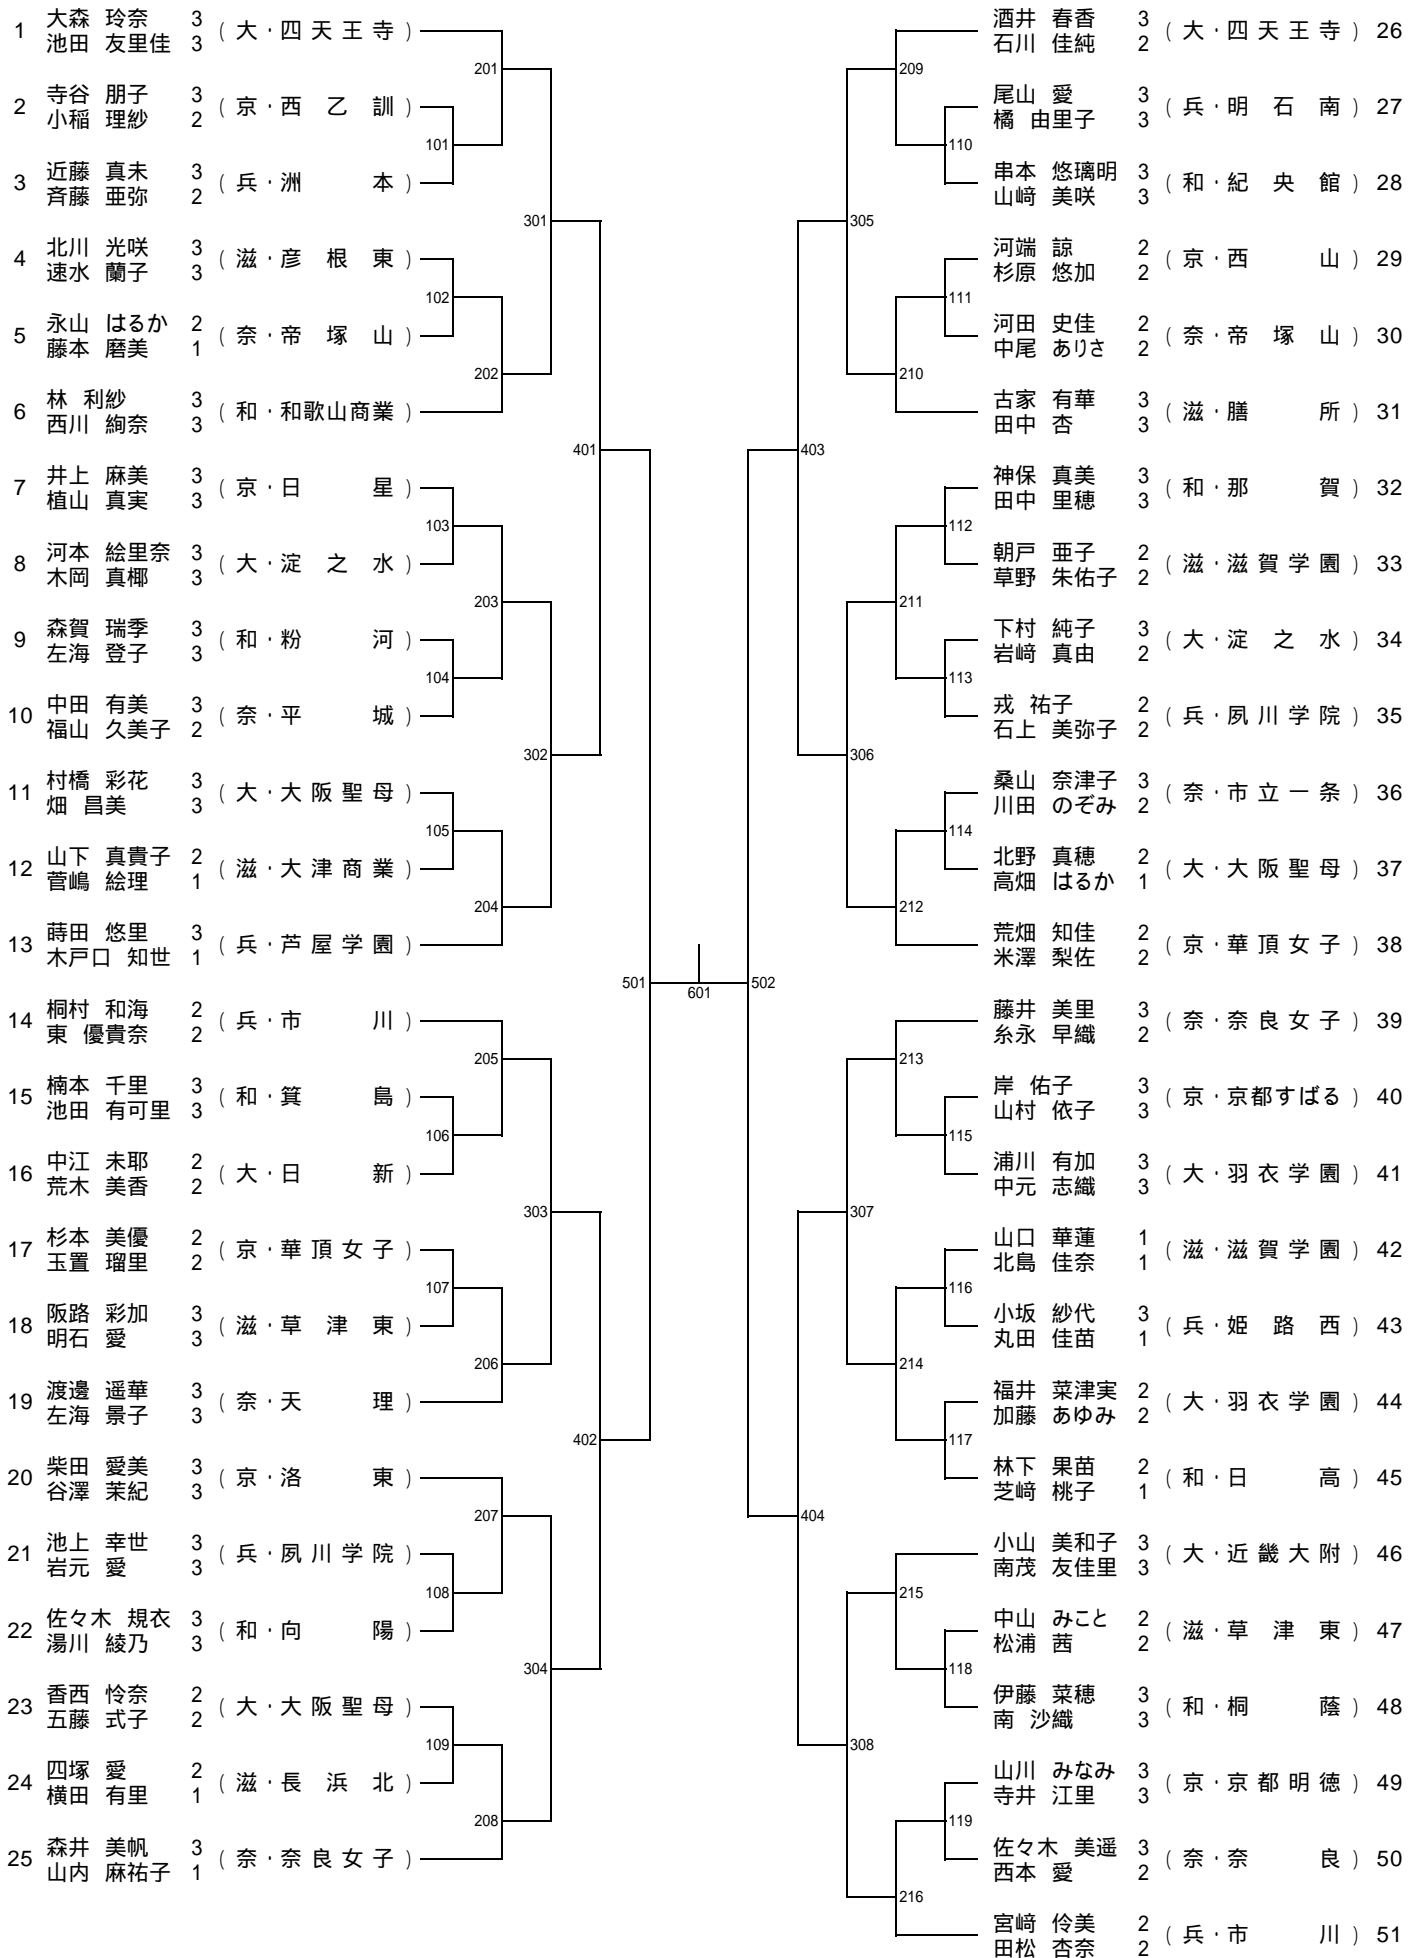 1 大森 玲奈 3 (大・四天王寺)
池田 友里佳 3
201
2 寺谷 朋子 3 (京・西乙訓)
小稲 理紗 2
101
3 近藤 真未 3 (兵・洲本)
斉藤 亜弥 2
301
4 北川 光咲 3 (滋・彦根東)
速水 蘭子 3
102
5 永山 はるか 2 (奈・帝塚山)
藤本 磨美 1
202
6 林 利紗 3 (和・和歌山商業)
西川 絢奈 3
401
7 井上 麻美 3 (京・日星)
植山 真実 3
103
8 河本 絵里奈 3 (大・淀之水)
木岡 真椰 3
203
9 森賀 瑞季 3 (和・粉河)
左海 登子 3
104
10 中田 有美 3 (奈・平城)
福山 久美子 2
302
11 村橋 彩花 3 (大・大阪聖母)
畑 昌美 3
105
12 山下 真貴子 2 (滋・大津商業)
菅嶋 絵理 1
204
13 蒔田 悠里 3 (兵・芦屋学園)
木戸口 知世 1
501
601
502
14 桐村 和海 2 (兵・市川)
東 優貴奈 2
205
15 楠本 千里 3 (和・箕島)
池田 有可里 3
106
16 中江 未耶 2 (大・日新)
荒木 美香 2
303
17 杉本 美優 2 (京・華頂女子)
玉置 瑠里 2
107
18 阪路 彩加 3 (滋・草津東)
明石 愛 3
206
19 渡邊 遥華 3 (奈・天理)
左海 景子 3
402
20 柴田 愛美 3 (京・洛東)
谷澤 茉紀 3
207
21 池上 幸世 3 (兵・夙川学院)
岩元 愛 3
108
22 佐々木 規衣 3 (和・向陽)
湯川 綾乃 3
304
23 香西 怜奈 2 (大・大阪聖母)
五藤 式子 2
109
24 四塚 愛 2 (滋・長浜北)
横田 有里 1
208
25 森井 美帆 3 (奈・奈良女子)
山内 麻祐子 1
酒井 春香 3 (大・四天王寺) 26
石川 佳純 2
209
尾山 愛 3 (兵・明石南) 27
橘 由里子 3
110
串本 悠璃明 3 (和・紀央館) 28
山﨑 美咲 3
305
河端 諒 2 (京・西山) 29
杉原 悠加 2
111
河田 史佳 2 (奈・帝塚山) 30
中尾 ありさ 2
210
古家 有華 3 (滋・膳所) 31
田中 杏 3
403
神保 真美 3 (和・那賀) 32
田中 里穂 3
112
朝戸 亜子 2 (滋・滋賀学園) 33
草野 朱佑子 2
211
下村 純子 3 (大・淀之水) 34
岩﨑 真由 2
113
戎 祐子 2 (兵・夙川学院) 35
石上 美弥子 2
306
桑山 奈津子 3 (奈・市立一条) 36
川田 のぞみ 2
114
北野 真穂 2 (大・大阪聖母) 37
高畑 はるか 1
212
荒畑 知佳 2 (京・華頂女子) 38
米澤 梨佐 2
藤井 美里 3 (奈・奈良女子) 39
糸永 早織 2
213
岸 佑子 3 (京・京都すばる) 40
山村 依子 3
115
浦川 有加 3 (大・羽衣学園) 41
中元 志織 3
307
山口 華蓮 1 (滋・滋賀学園) 42
北島 佳奈 1
116
小坂 紗代 3 (兵・姫路西) 43
丸田 佳苗 1
214
福井 菜津実 2 (大・羽衣学園) 44
加藤 あゆみ 2
117
林下 果苗 2 (和・日高) 45
芝﨑 桃子 1
404
小山 美和子 3 (大・近畿大附) 46
南茂 友佳里 3
215
中山 みこと 2 (滋・草津東) 47
松浦 茜 2
118
伊藤 菜穂 3 (和・桐蔭) 48
南 沙織 3
308
山川 みなみ 3 (京・京都明徳) 49
寺井 江里 3
119
佐々木 美遥 3 (奈・奈良) 50
西本 愛 2
216
宮﨑 伶美 2 (兵・市川) 51
田松 杏奈 2